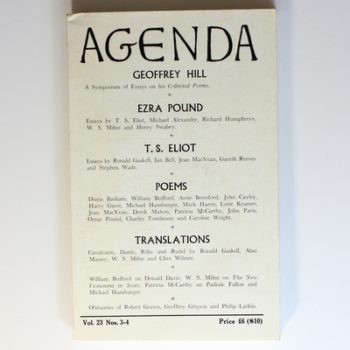 AGENDA
GEOFFREY HILL
A Symposium of Essays on his Collected Poems.
*
EZRA POUND
Essays by T. S. Eliot, Michael Alexander, Richard Humphreys,
W. S. Milne and Henry Swabey.
*
T. S. ELIOT
Essays by Ronald Gaskell, Ian Bell, Jean MacVean, Gareth Reeves
and Stephen Wade.
*
POEMS
Diana Basham, William Bedford, Anne Beresford, John Cayley,
Harry Guest, Michael Hamburger, Mark Harris, Lotte Kramer,
Jean MacVean, Derek Mahon, Patricia McCarthy, John Paris,
Omar Pound, Charles Tomlinson and Caroline Wright.
*
TRANSLATIONS
Cavalcanti, Dante, Rilke and Rudel by Ronald Gaskell, Alan
Massey, W. S. Milne and Clive Wilmer.
*
William Bedford on Donald Davie; W. S. Milne on The New
Testament in Scots; Patricia McCarthy on Padraic Fallon and
Michael Hamburger.
*
Obituaries of Robert Graves, Geoffrey Grigson and Philip Larkin.
Vol. 23 Nos. 3-4 Price £6 ($10)